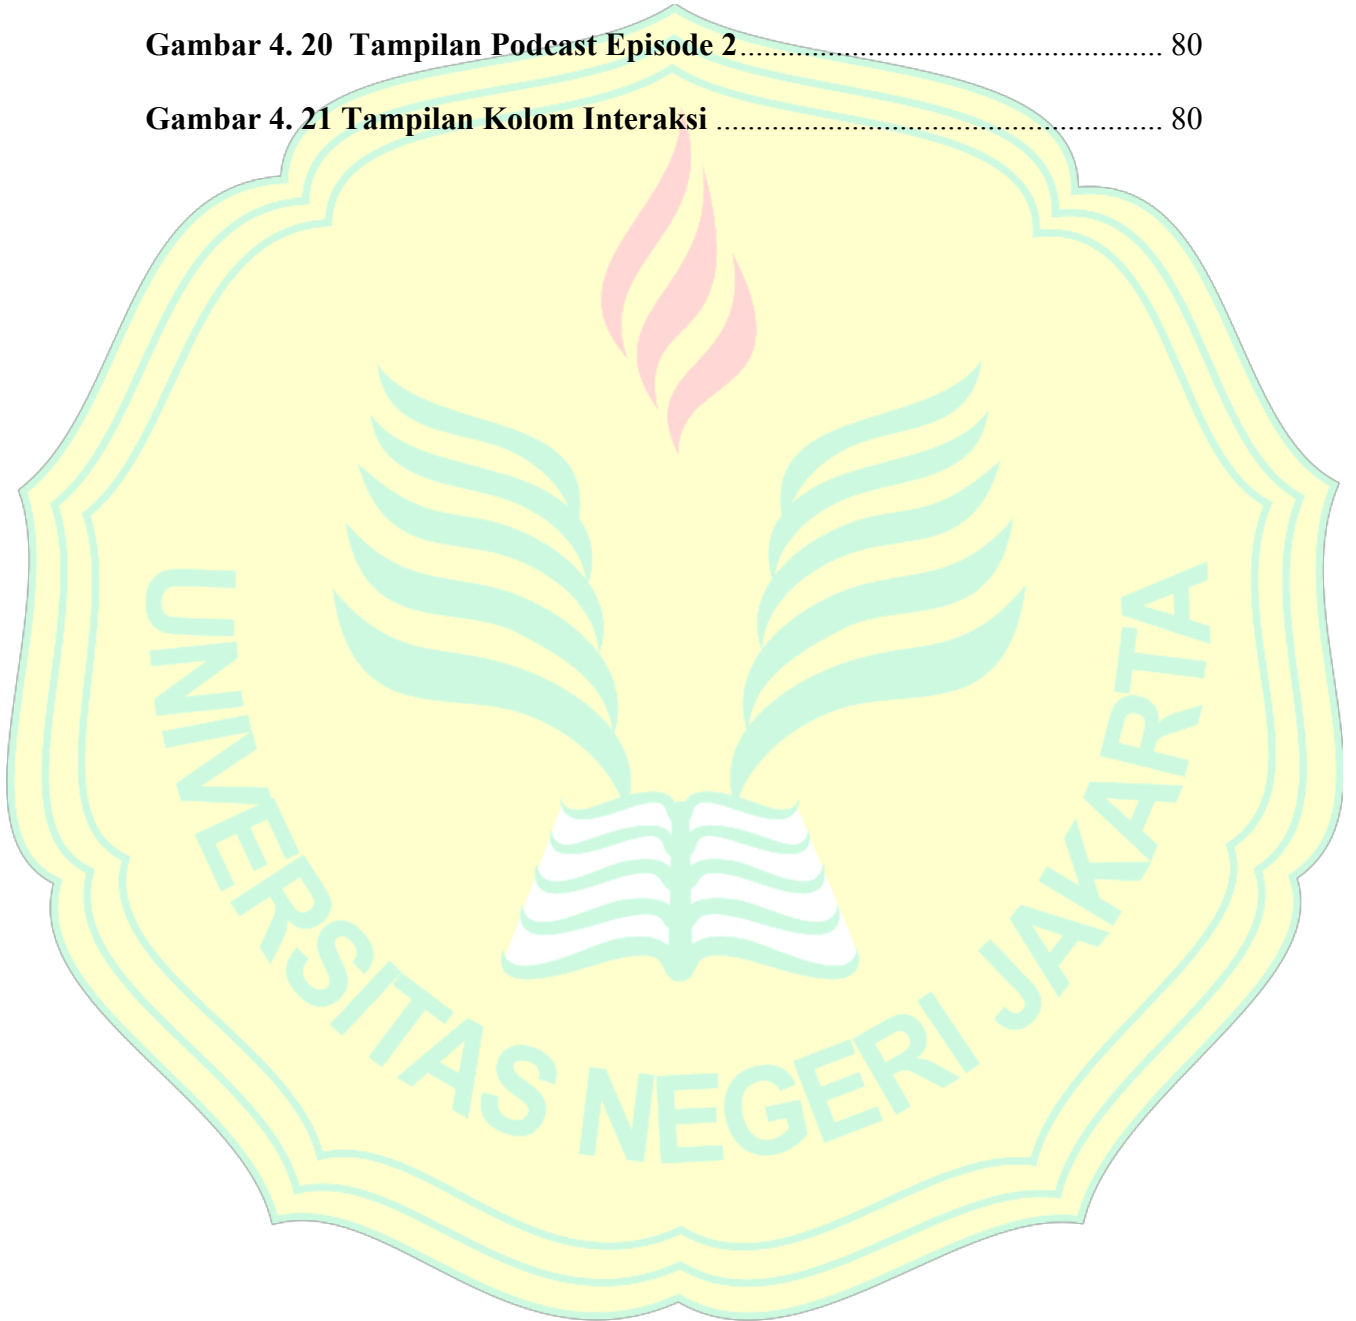 Gambar 4. 20  Tampilan Podcast Episode 2.................................................... 80
Gambar 4. 21 Tampilan Kolom Interaksi ....................................................... 80
UNIVERSITAS NEGERI JAKARTA